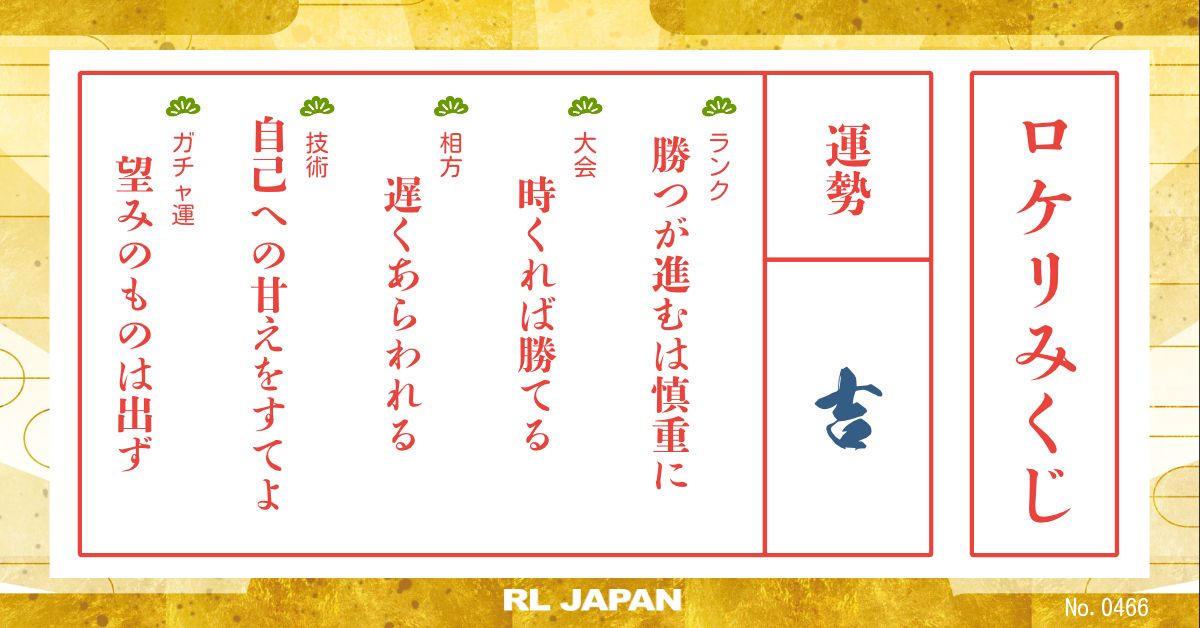 ロケリみくじ
運勢
吉
ランク
勝つが進むは慎重に
大会
時くれば勝てる
相方
遅くあらわれる
技術
自己への甘えをすてよ
ガチャ運
望みのものは出ず
RL JAPAN
No. 0466